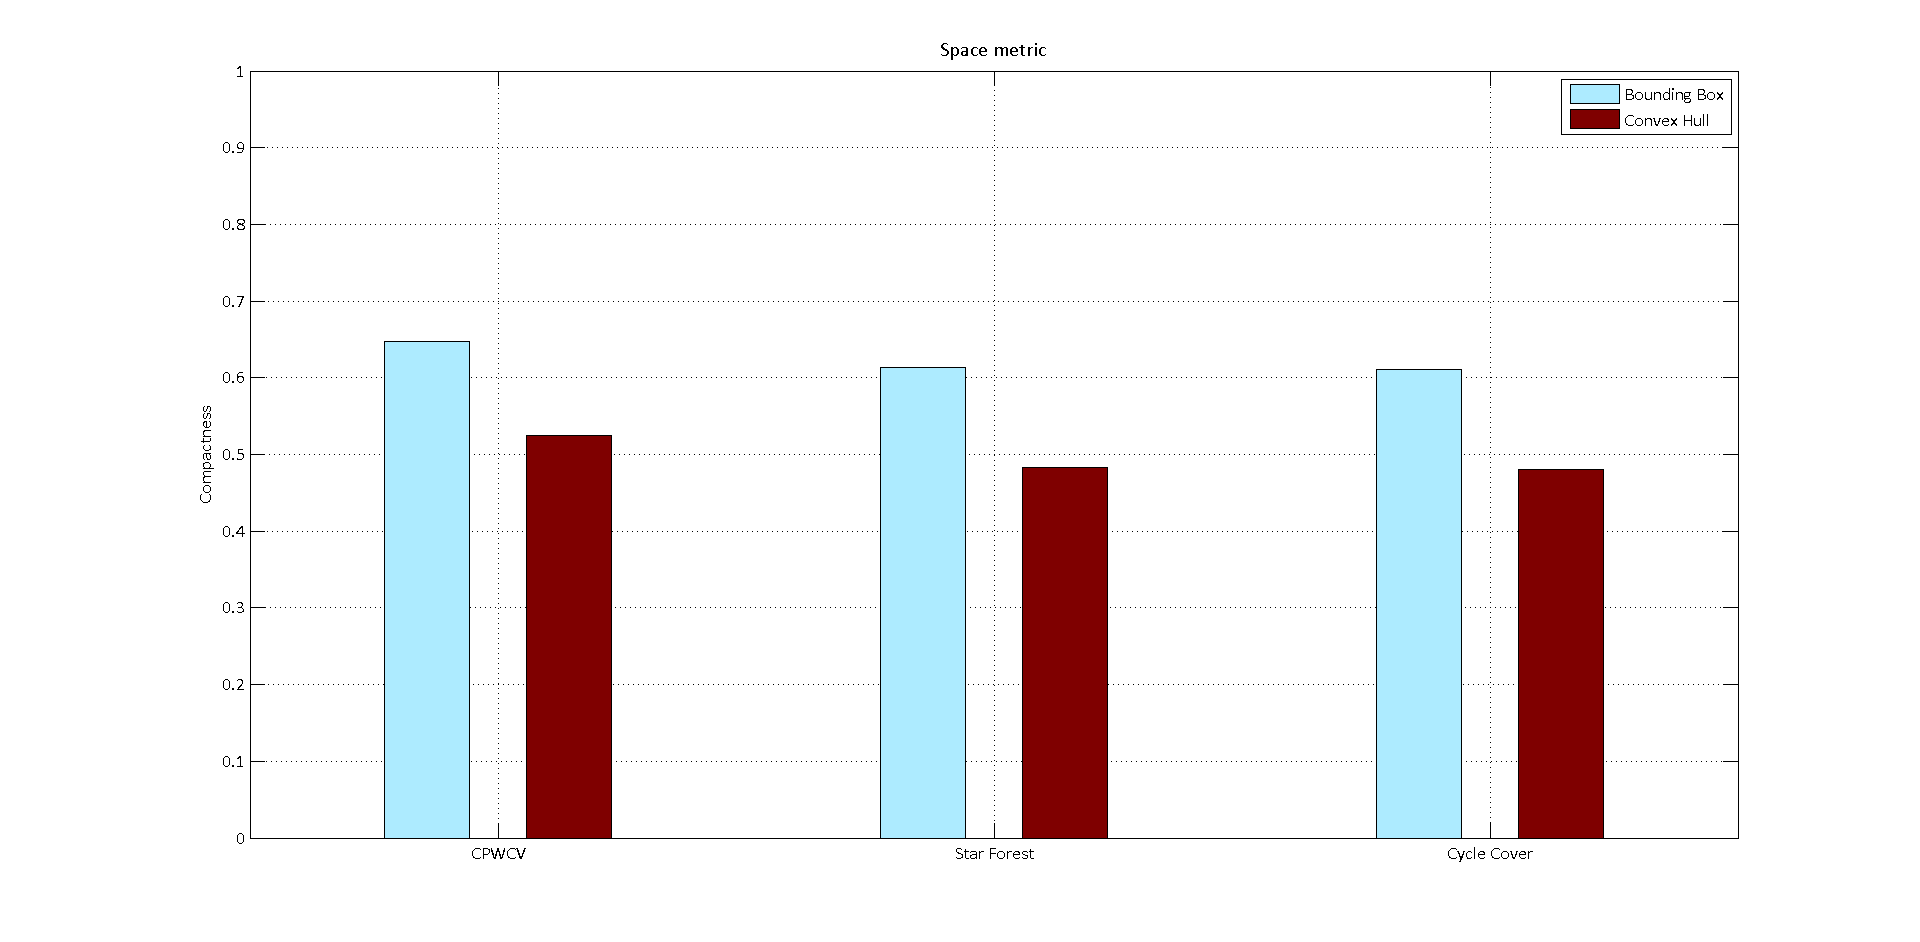 Space metric
Bounding Box
Convex Hull
Compactness
1
0.9
0.8
0.7
0.6
0.5
0.4
0.3
0.2
0.1
0
CPWCV
Star Forest
Cycle Cover